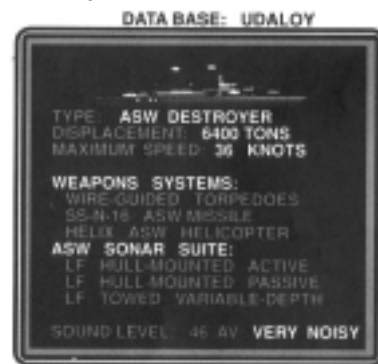 DATA BASE: UDALOY
TYPE: ASW DESTROYER
DISPLACEMENT: 6400 TONS
MAXIMUM SPEED: 36 KNOTS
WEAPONS SYSTEMS:
WIRE-GUIDED TORPEDOES
SS-N-16 ASW MISSILE
HELIX ASW HELICOPTER
ASW SONAR SUITE:
LF HULL-MOUNTED ACTIVE
LF HULL-MOUNTED PASSIVE
LF TOWED VARIABLE-DEPTH
SOUND LEVEL: 46 AV VERY NOISY